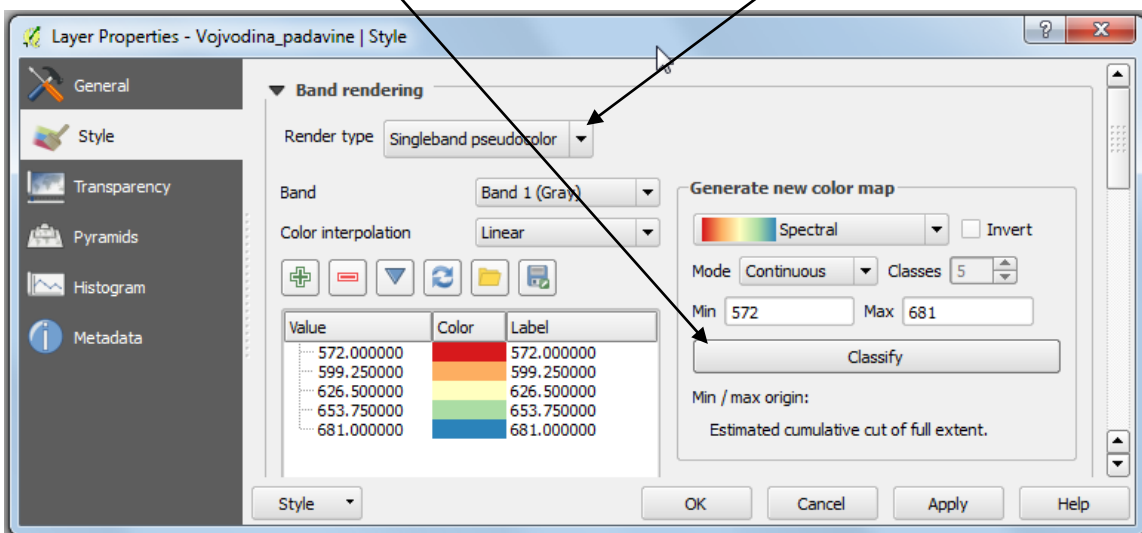 Layer Properties - Vojvodina_padavine | Style
General
Style
Transparency
Pyramids
Histogram
Metadata
Band rendering
Render type Singleband pseudocolor
Band Band 1 (Gray)
Color interpolation Linear
Value Color Label
572.000000 572.000000
599.250000 599.250000
626.500000 626.500000
653.750000 653.750000
681.000000 681.000000
Generate new color map
Spectral Invert
Mode Continuous Classes 5
Min 572 Max 681
Classify
Min / max origin:
Estimated cumulative cut of full extent.
Style OK Cancel Apply Help